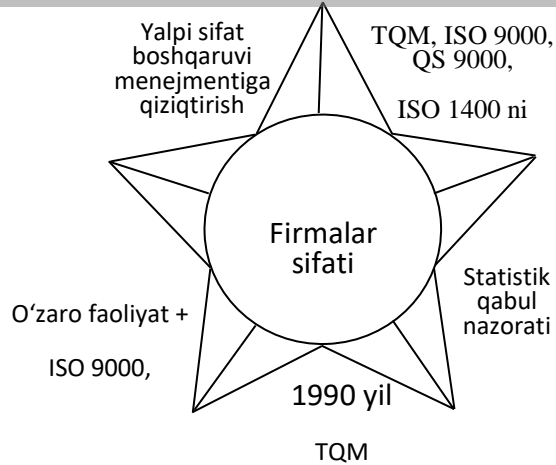 Yalpi sifat
boshqaruvi
menejmentiga
qiziqtirish
TQM, ISO 9000,
QS 9000,
ISO 1400 ni
Firmalar
sifati
Statistik
qabul
nazorati
O‘zaro faoliyat +
ISO 9000,
1990 yil
TQM